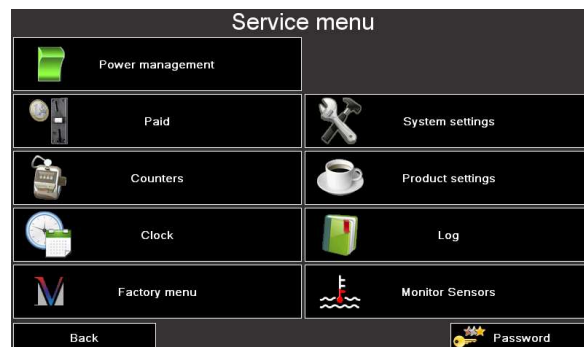 Service menu
Power management
Paid
System settings
Counters
Product settings
Clock
Log
Factory menu
Monitor Sensors
Back
Password